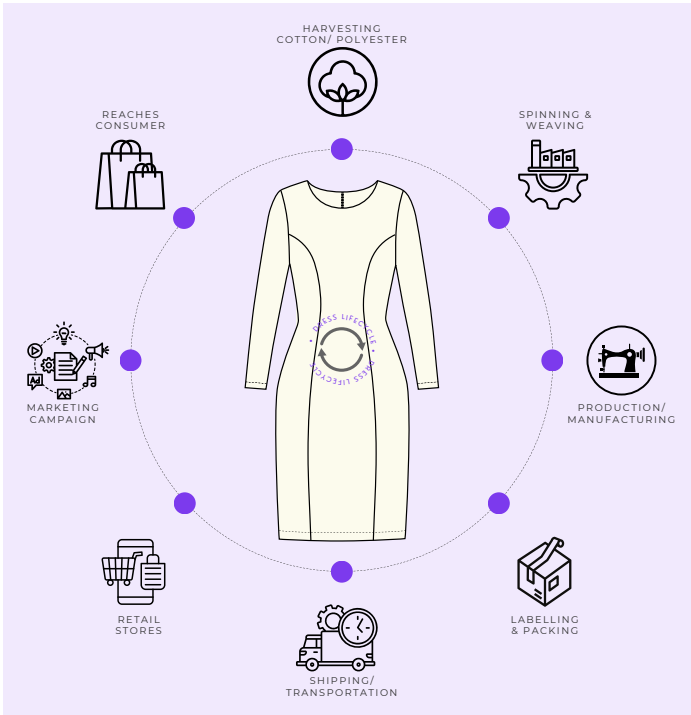 HARVESTING
COTTON/ POLYESTER
SPINNING &
WEAVING
PRODUCTION/
MANUFACTURING
LABELLING
& PACKING
SHIPPING/
TRANSPORTATION
RETAIL
STORES
MARKETING
CAMPAIGN
REACHES
CONSUMER
• DRESS LIFECYCLE •
DRESS LIFECYCLE
Ad